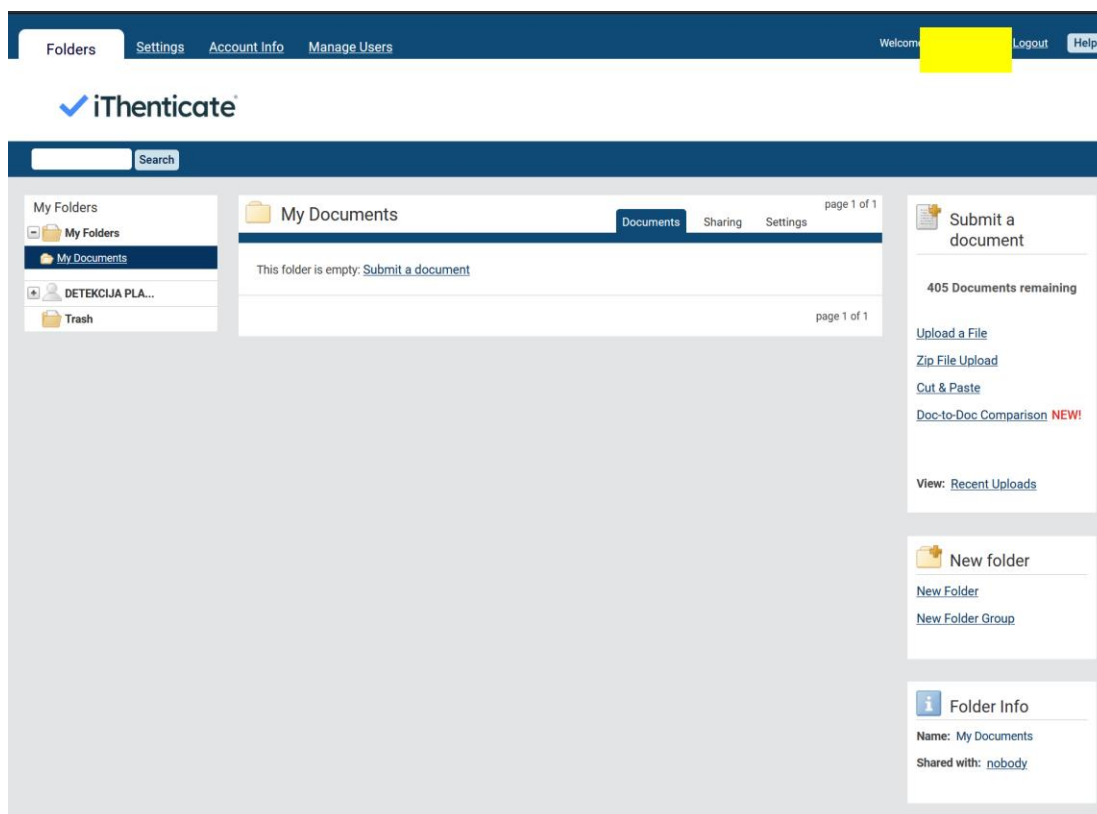 Folders Settings Account Info Manage Users Welcome Logout Help
iThenticate
Search
My Folders
My Folders
My Documents
DETEKCIJA PLA...
Trash
My Documents
page 1 of 1
Documents Sharing Settings
This folder is empty: Submit a document
page 1 of 1
Submit a
document
405 Documents remaining
Upload a File
Zip File Upload
Cut & Paste
Doc-to-Doc Comparison NEW!
View: Recent Uploads
New folder
New Folder
New Folder Group
Folder Info
Name: My Documents
Shared with: nobody